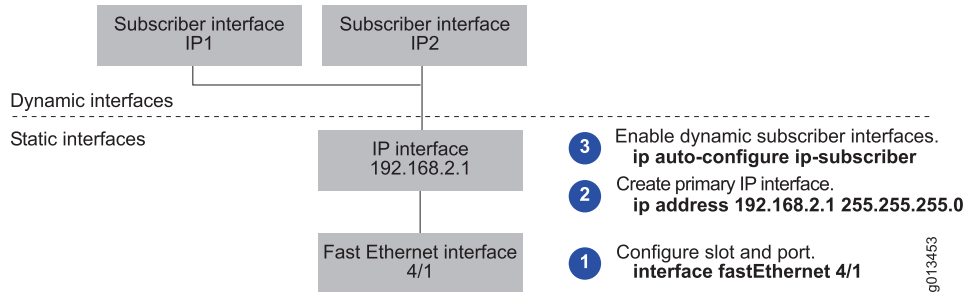 Subscriber interface
IP1
Subscriber interface
IP2
Dynamic interfaces
Static interfaces
IP interface
192.168.2.1
3 Enable dynamic subscriber interfaces.
ip auto-configure ip-subscriber
2 Create primary IP interface.
ip address 192.168.2.1 255.255.255.0
Fast Ethernet interface
4/1
1 Configure slot and port.
interface fastEthernet 4/1
g013453